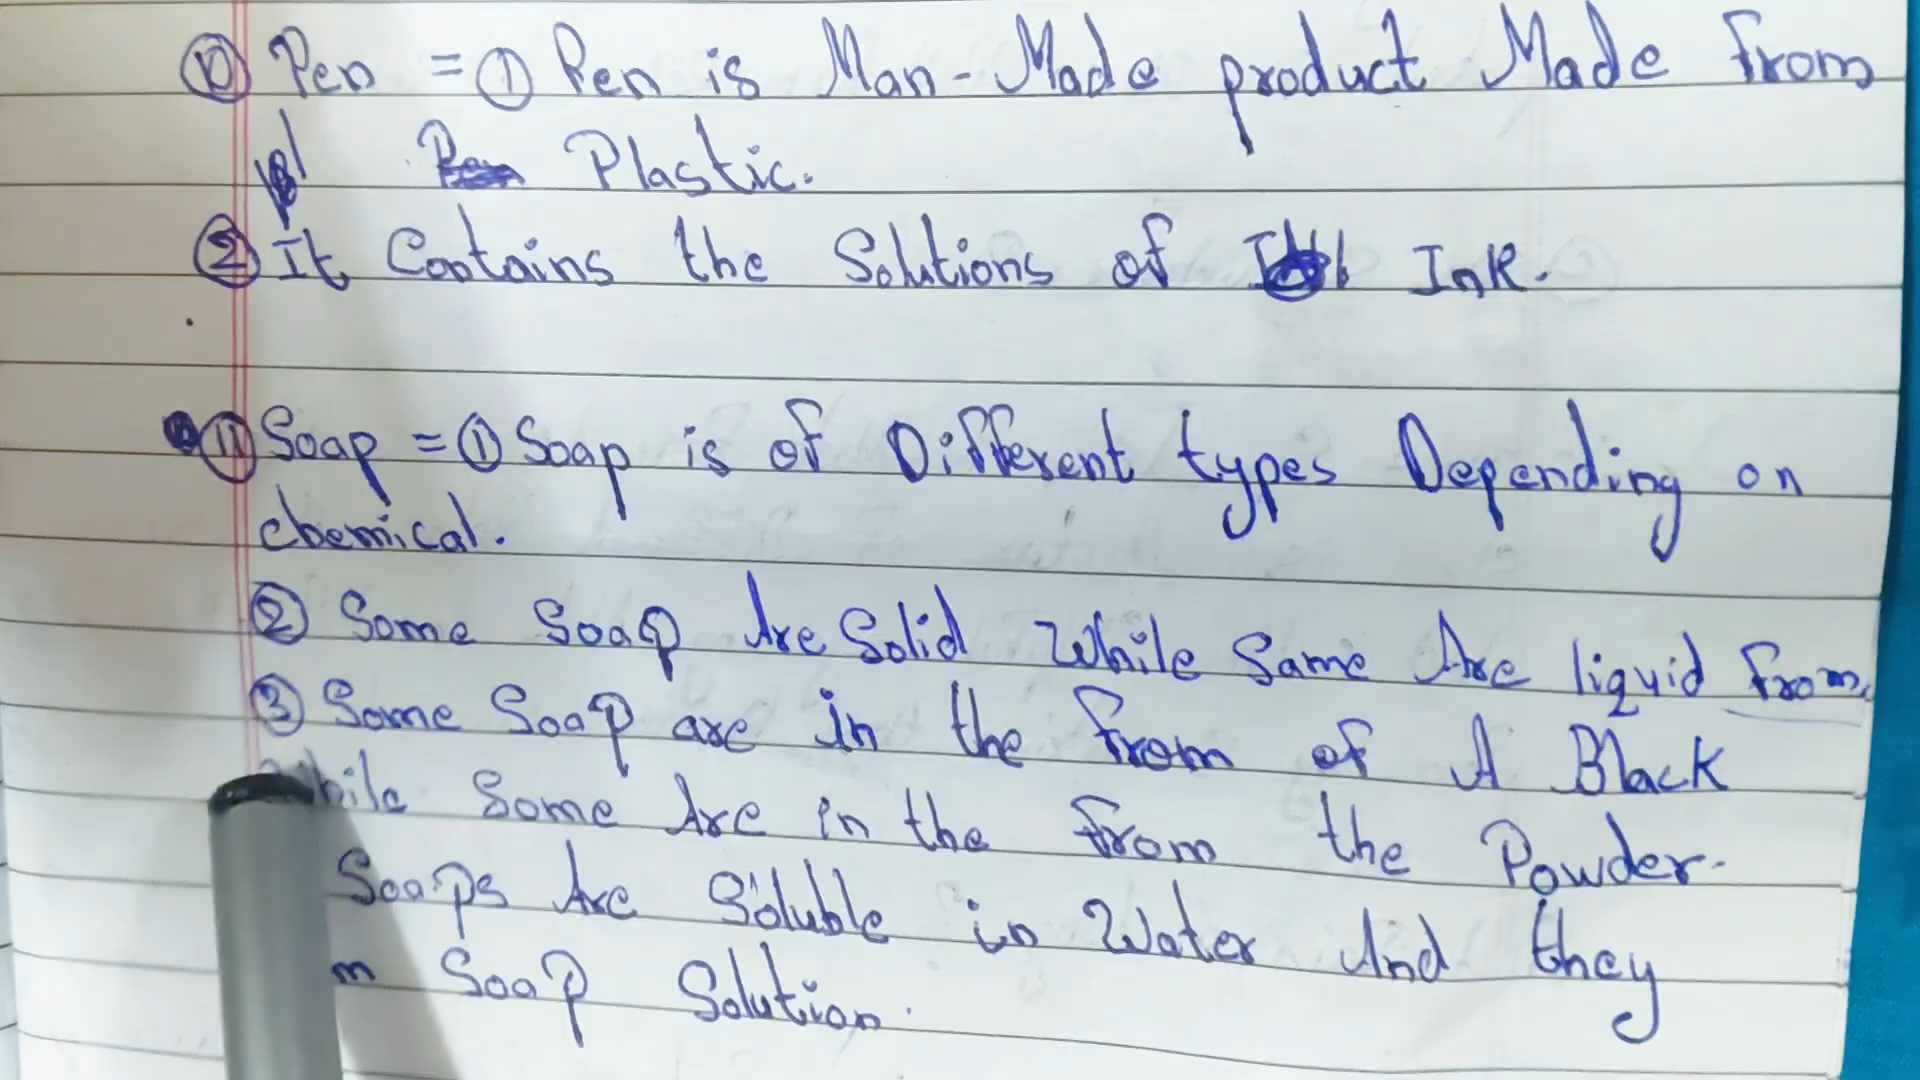 ⑩ Pen = ① Pen is Man-Made product Made from
Plastic.
② It Contains the Solutions of Ink.
⑪ Soap = ① Soap is of Different types Depending on
chemical.
② Some Soap Are Solid While Same Are liquid from.
③ Some Soap are in the from of A Black
While Some Are in the from the Powder.
Soaps Are Soluble in Water And they
Soap Solution.